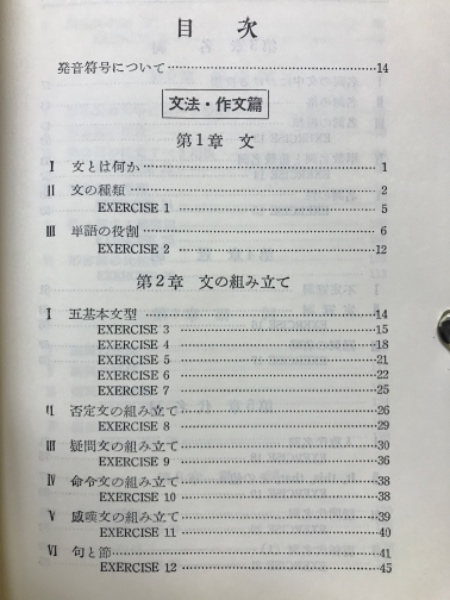 目次
発音符号について……14
文法・作文篇
第1章 文
I 文とは何か……1
II 文の種類……2
EXERCISE 1……5
III 単語の役割……6
EXERCISE 2……12
第2章 文の組み立て
I 五基本文型……14
EXERCISE 3……15
EXERCISE 4……18
EXERCISE 5……21
EXERCISE 6……22
EXERCISE 7……25
II 否定文の組み立て……26
EXERCISE 8……29
III 疑問文の組み立て……30
EXERCISE 9……36
IV 命令文の組み立て……38
EXERCISE 10……38
V 感嘆文の組み立て……39
EXERCISE 11……40
VI 句と節……41
EXERCISE 12……45